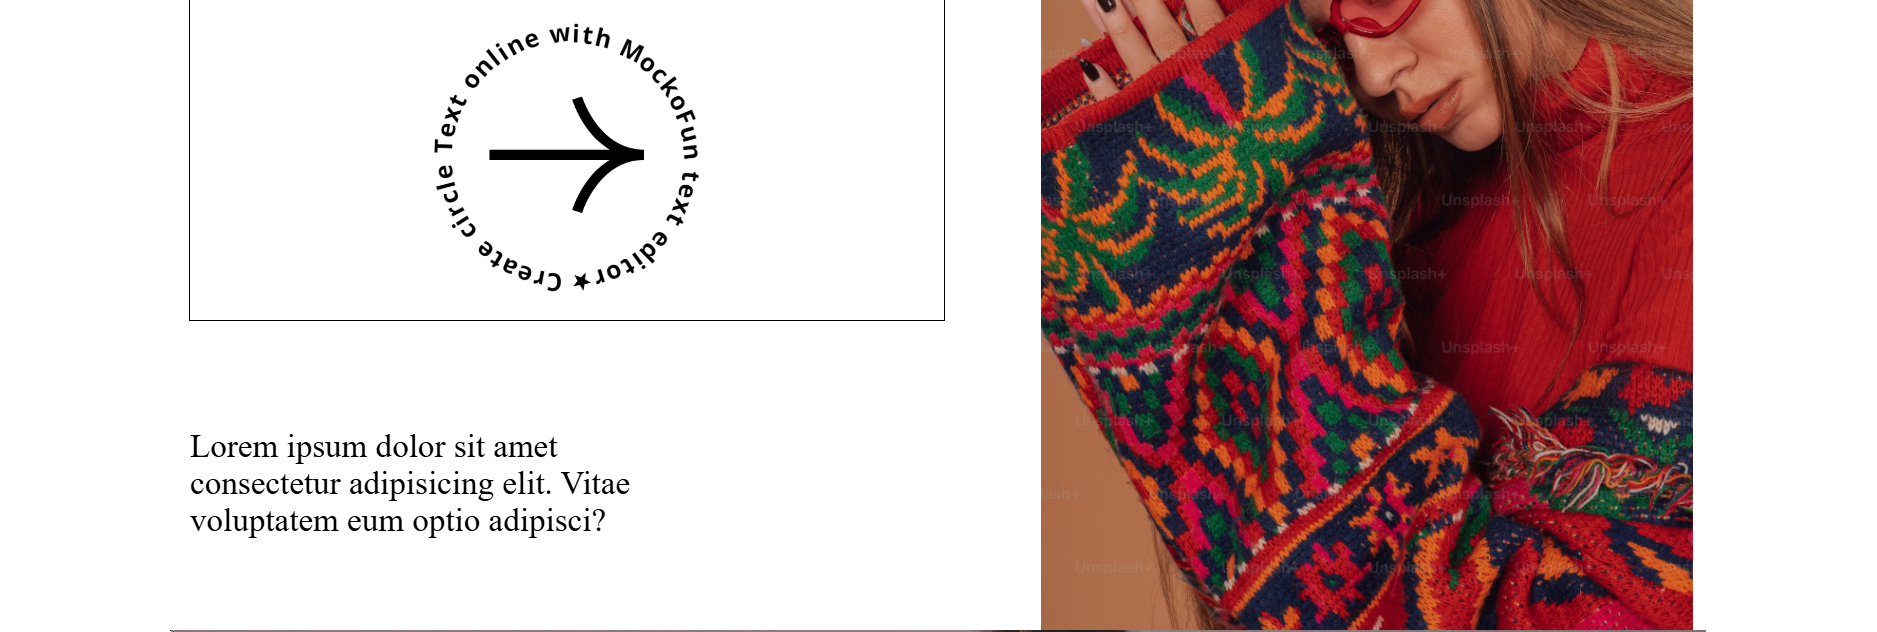 Create circle Text online with MockoFun text editor ★
Lorem ipsum dolor sit amet
consectetur adipisicing elit. Vitae
voluptatem eum optio adipisci?
Unsplash+